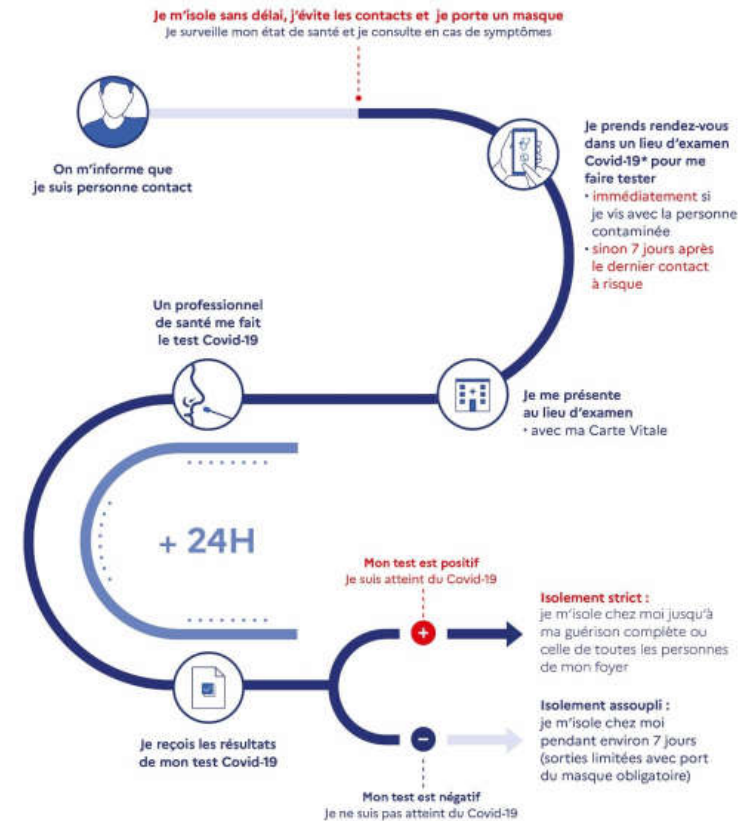 Je m'isole sans délai, j'évite les contacts et je porte un masque
Je surveille mon état de santé et je consulte en cas de symptômes
On m'informe que
je suis personne contact
Je prends rendez-vous
dans un lieu d'examen
Covid-19* pour me
faire tester
• immédiatement si
je vis avec la personne
contaminée
• sinon 7 jours après
le dernier contact
à risque
Un professionnel
de santé me fait
le test Covid-19
Je me présente
au lieu d'examen
• avec ma Carte Vitale
+ 24H
Mon test est positif
Je suis atteint du Covid-19
Isolement strict :
je m'isole chez moi jusqu'à
ma guérison complète ou
celle de toutes les personnes
de mon foyer
Je reçois les résultats
de mon test Covid-19
Isolement assoupli :
je m'isole chez moi
pendant environ 7 jours
(sorties limitées avec port
du masque obligatoire)
Mon test est négatif
Je ne suis pas atteint du Covid-19